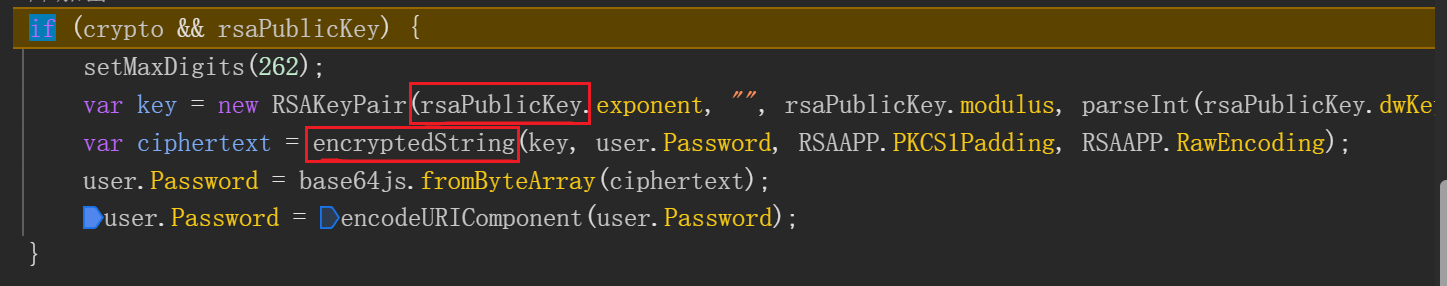 if (crypto && rsaPublicKey) {
setMaxDigits(262);
var key = new RSAKeyPair(rsaPublicKey.exponent, "", rsaPublicKey.modulus, parseInt(rsaPublicKey.dwKe
var ciphertext = encryptedString(key, user.Password, RSAAPP.PKCS1Padding, RSAAPP.RawEncoding);
user.Password = base64js.fromByteArray(ciphertext);
user.Password = encodeURIComponent(user.Password);
}